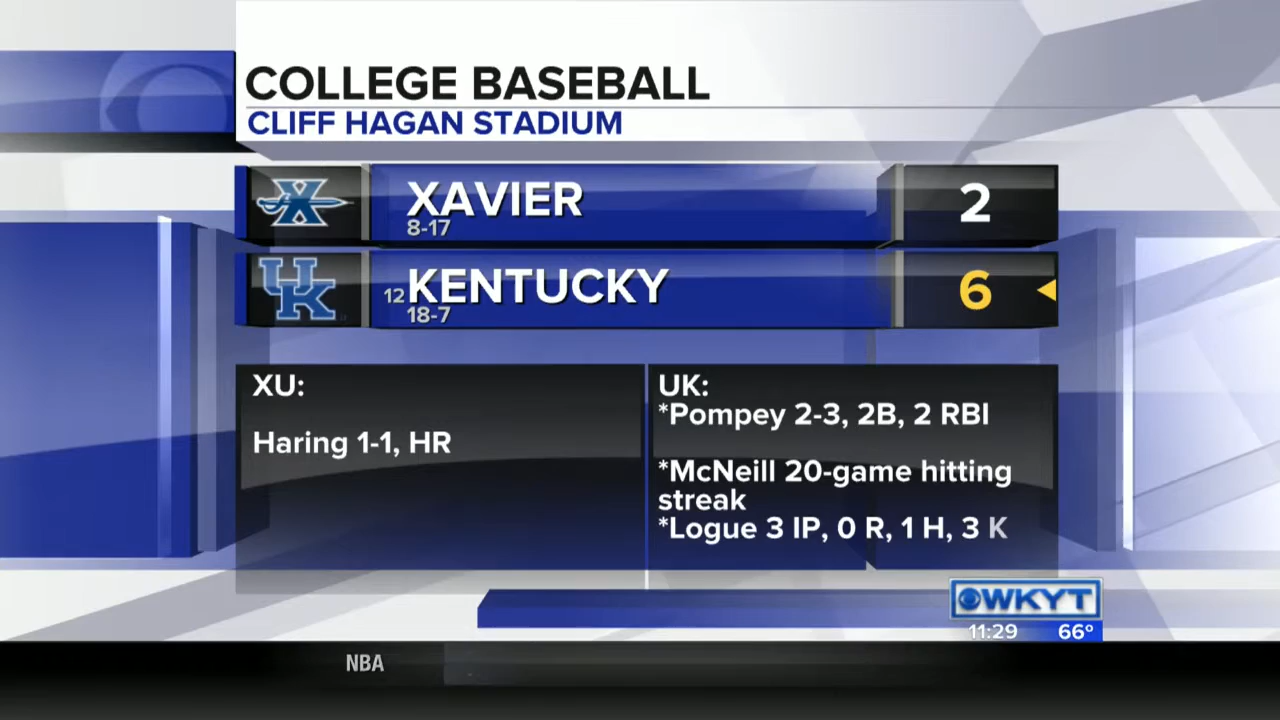 COLLEGE BASEBALL
CLIFF HAGAN STADIUM
X
XAVIER
8-17
2
UK
12 KENTUCKY
18-7
6
XU:
Haring 1-1, HR
UK:
*Pompey 2-3, 2B, 2 RBI
*McNeill 20-game hitting
streak
*Logue 3 IP, 0 R, 1 H, 3 K
WKYT
11:29 66°
NBA